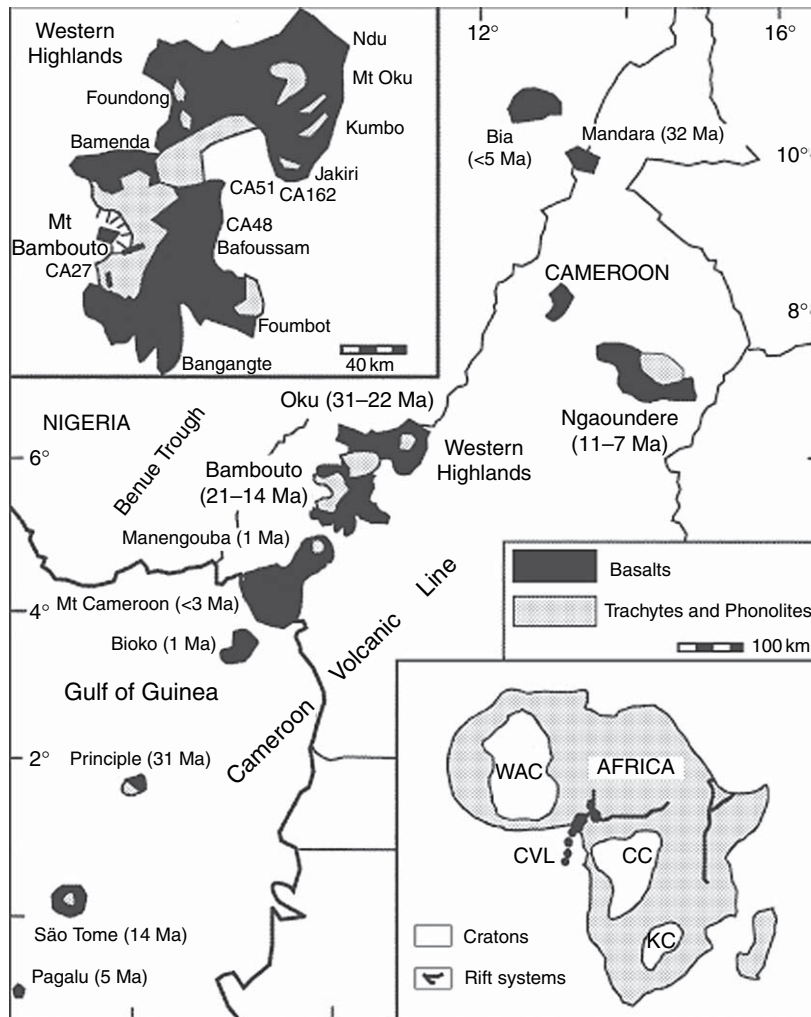 Western
Highlands
Ndu
Mt Oku
Foundong
Kumbo
Bamenda
Jakiri
CA51
CA162
CA48
Mt
Bambouto
Bafoussam
CA27
Foumbot
40 km
Bangangte
12°
16°
Bia
(<5 Ma)
Mandara (32 Ma)
10°
CAMEROON
8°
Ngaoundere
(11–7 Ma)
Oku (31–22 Ma)
NIGERIA
Benue Trough
Western
Highlands
6°
Bambouto
(21–14 Ma)
Manengouba (1 Ma)
Mt Cameroon (<3 Ma)
4°
Bioko (1 Ma)
Gulf of Guinea
Cameroon Volcanic Line
Basalts
Trachytes and Phonolites
100 km
2°
Principle (31 Ma)
São Tome (14 Ma)
Pagalu (5 Ma)
WAC
AFRICA
CVL
CC
KC
Cratons
Rift systems